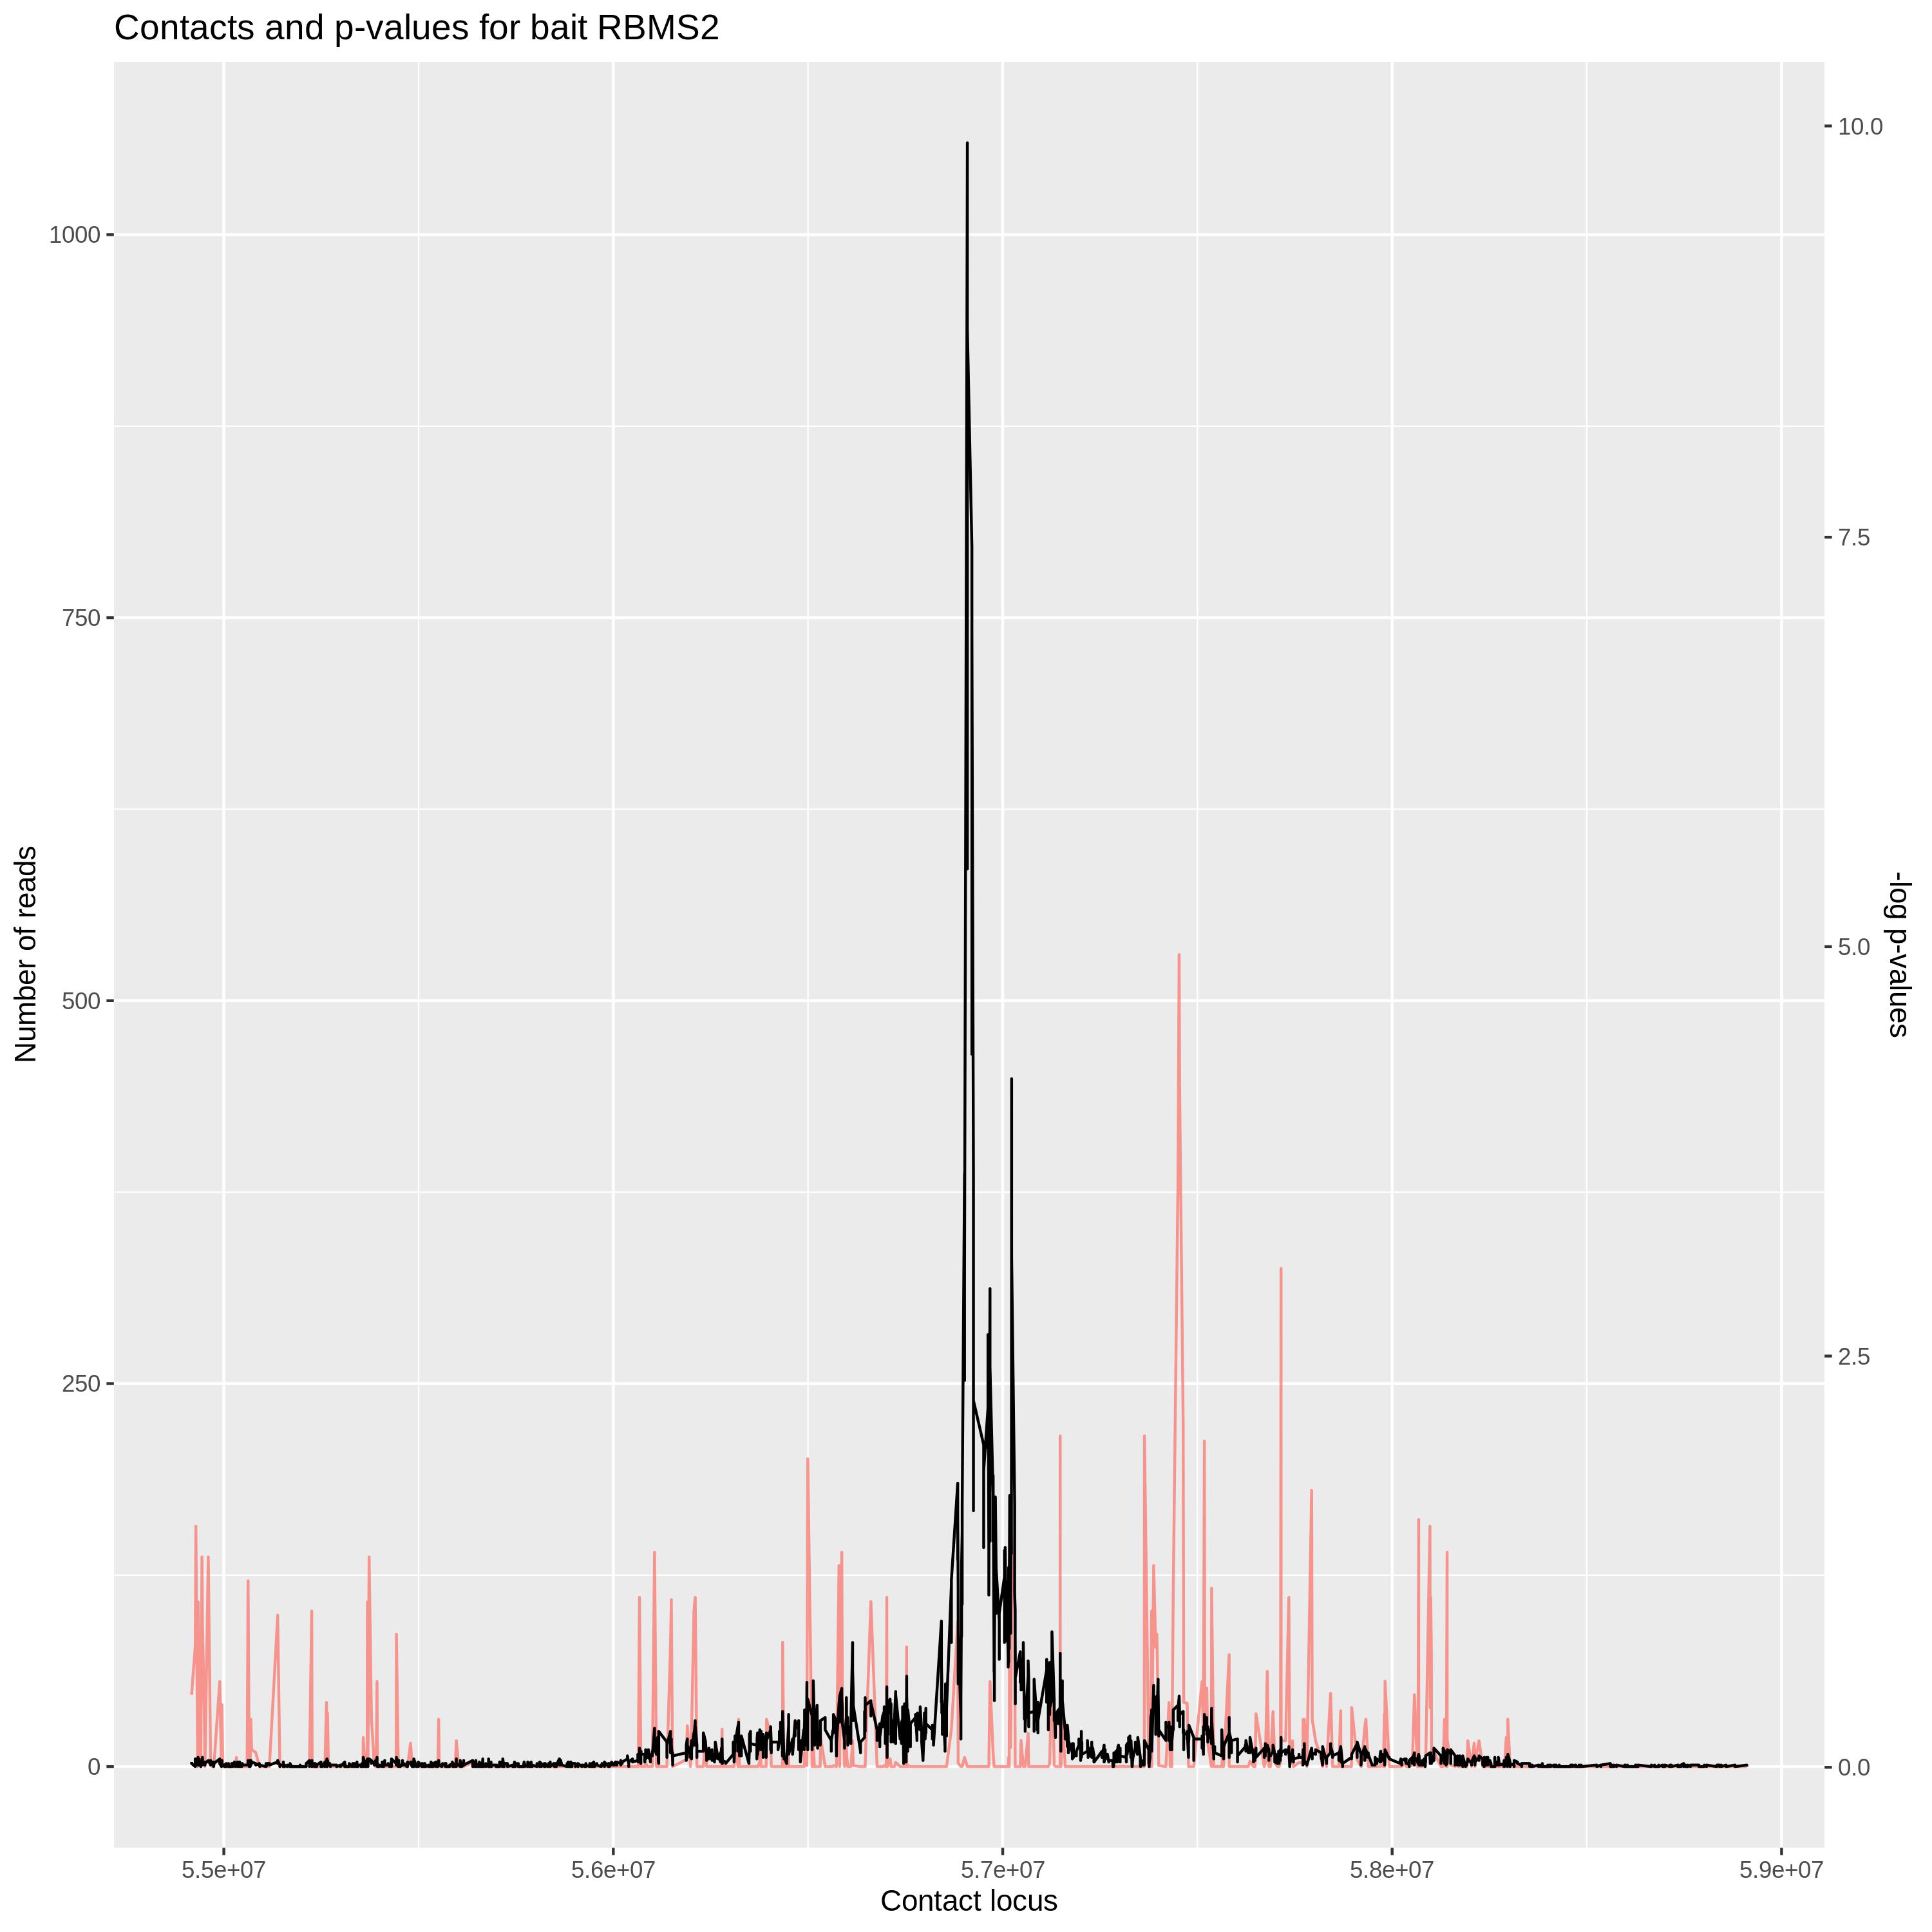 Contacts and p-values for bait RBMS2
1000
750
500
250
0
Number of reads
10.0
7.5
5.0
2.5
0.0
-log p-values
5.5e+07
5.6e+07
5.7e+07
5.8e+07
5.9e+07
Contact locus